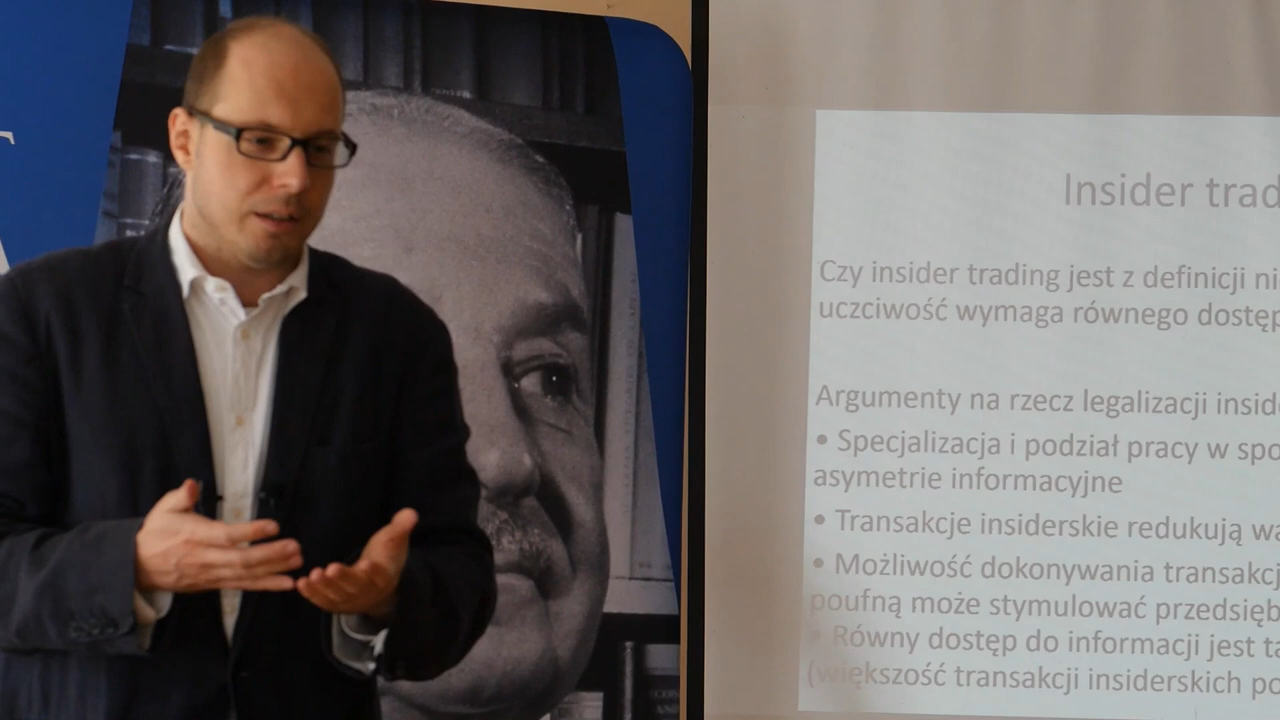 Insider trad
Czy insider trading jest z definicji ni
uczciwość wymaga równego dostęp
Argumenty na rzecz legalizacji insid
• Specjalizacja i podział pracy w spo
asymetrie informacyjne
• Transakcje insiderskie redukują wa
• Możliwość dokonywania transakcj
poufną może stymulować przedsięb
• Równy dostęp do informacji jest ta
(większość transakcji insiderskich po